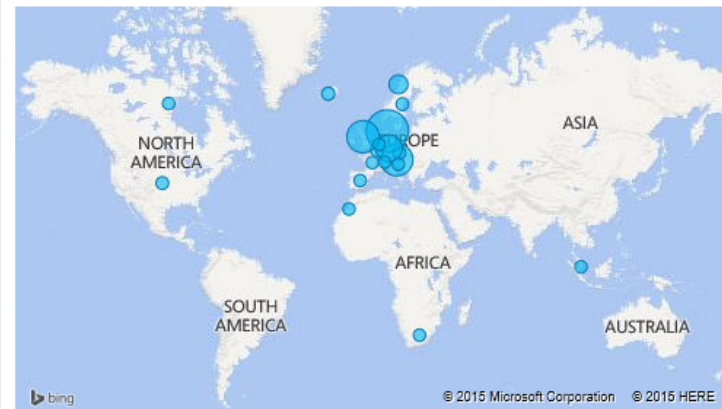 ASIA
NORTH
AMERICA
AFRICA
SOUTH
AMERICA
AUSTRALIA
bing
© 2015 Microsoft Corporation © 2015 HERE